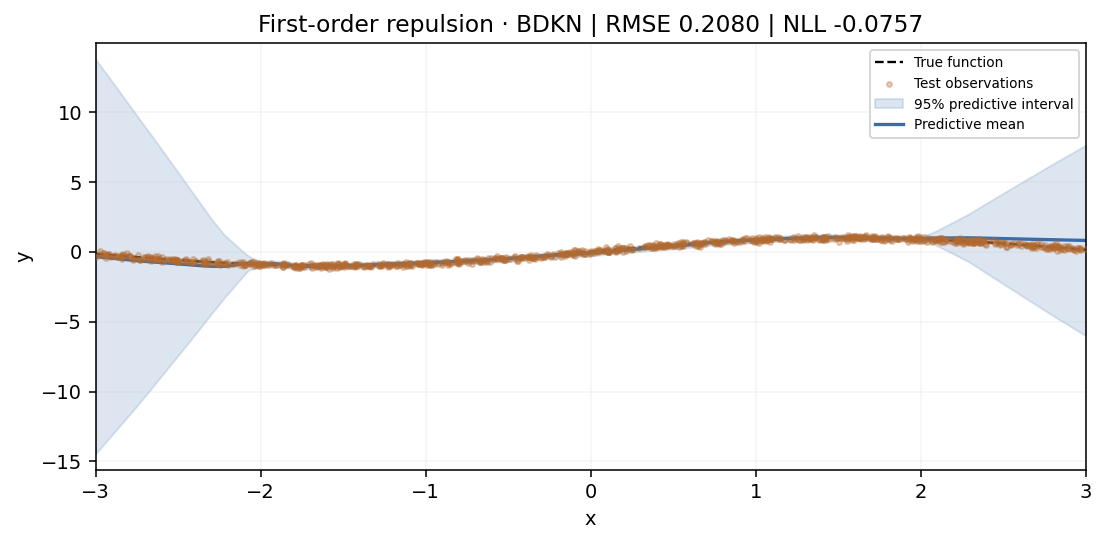 First-order repulsion · BDKN | RMSE 0.2080 | NLL -0.0757
True function
Test observations
95% predictive interval
Predictive mean
10
5
0
−5
−10
−15
y
−3
−2
−1
0
1
2
3
x